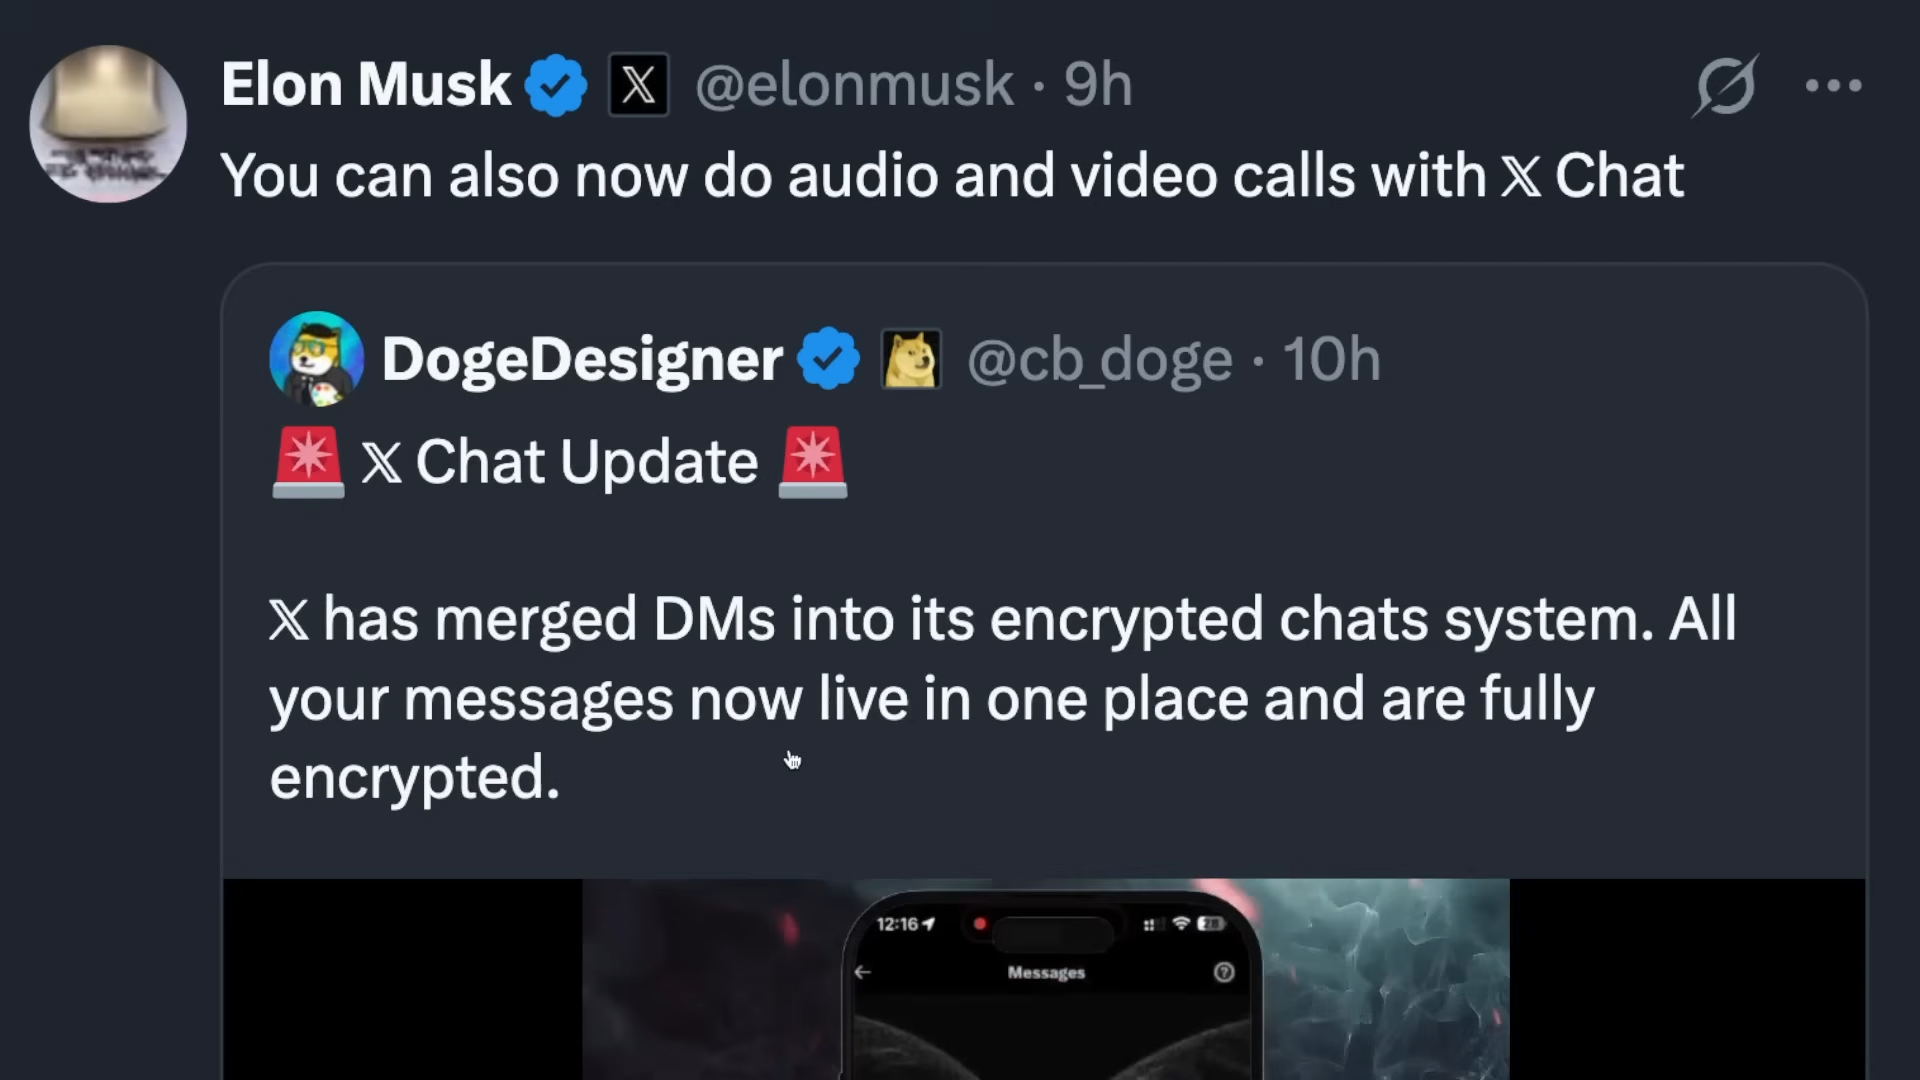 Elon Musk @elonmusk · 9h
You can also now do audio and video calls with 𝕏 Chat
DogeDesigner @cb_doge · 10h
🚨 𝕏 Chat Update 🚨
𝕏 has merged DMs into its encrypted chats system. All
your messages now live in one place and are fully
encrypted.
12:16 28
Messages